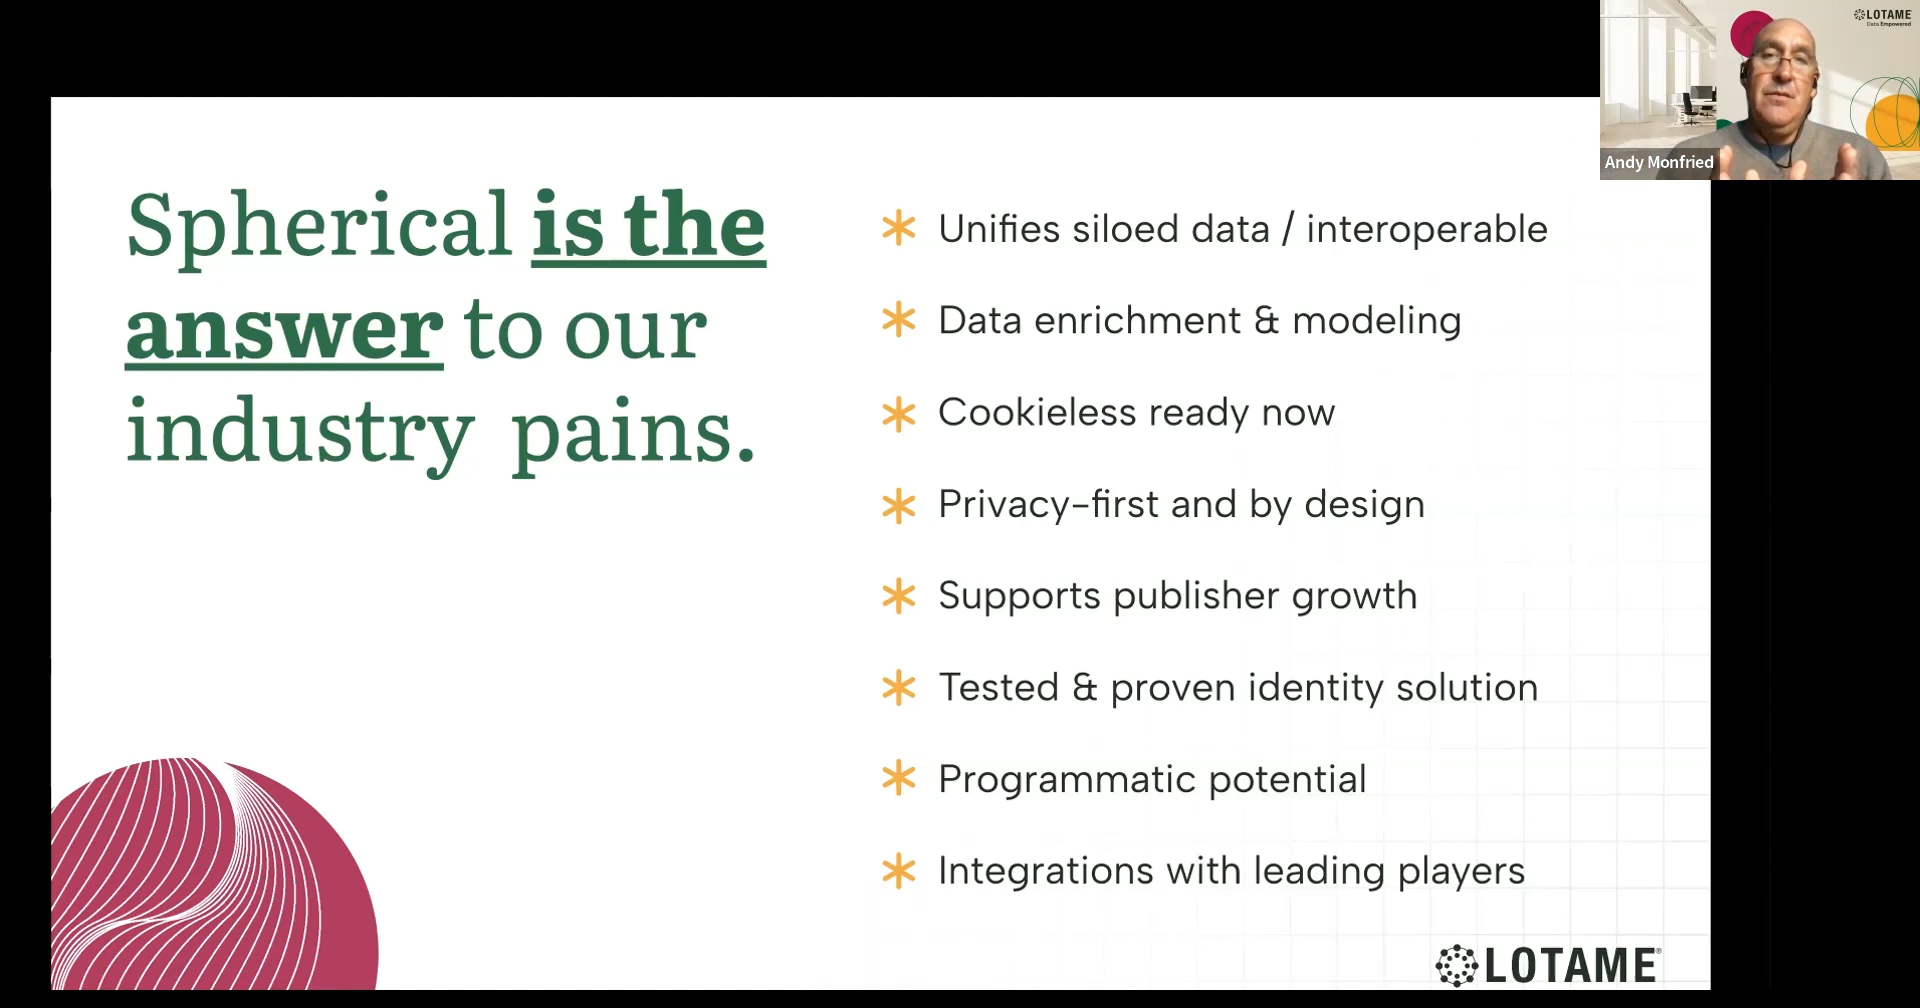 LOTAME
Data Empowered
Andy Monfried
Spherical is the
answer to our
industry pains.
Unifies siloed data / interoperable
Data enrichment & modeling
Cookieless ready now
Privacy-first and by design
Supports publisher growth
Tested & proven identity solution
Programmatic potential
Integrations with leading players
LOTAME®